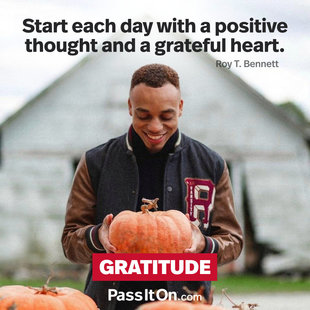 Start each day with a positive
thought and a grateful heart.
Roy T. Bennett
R
GRATITUDE
PassItOn.com